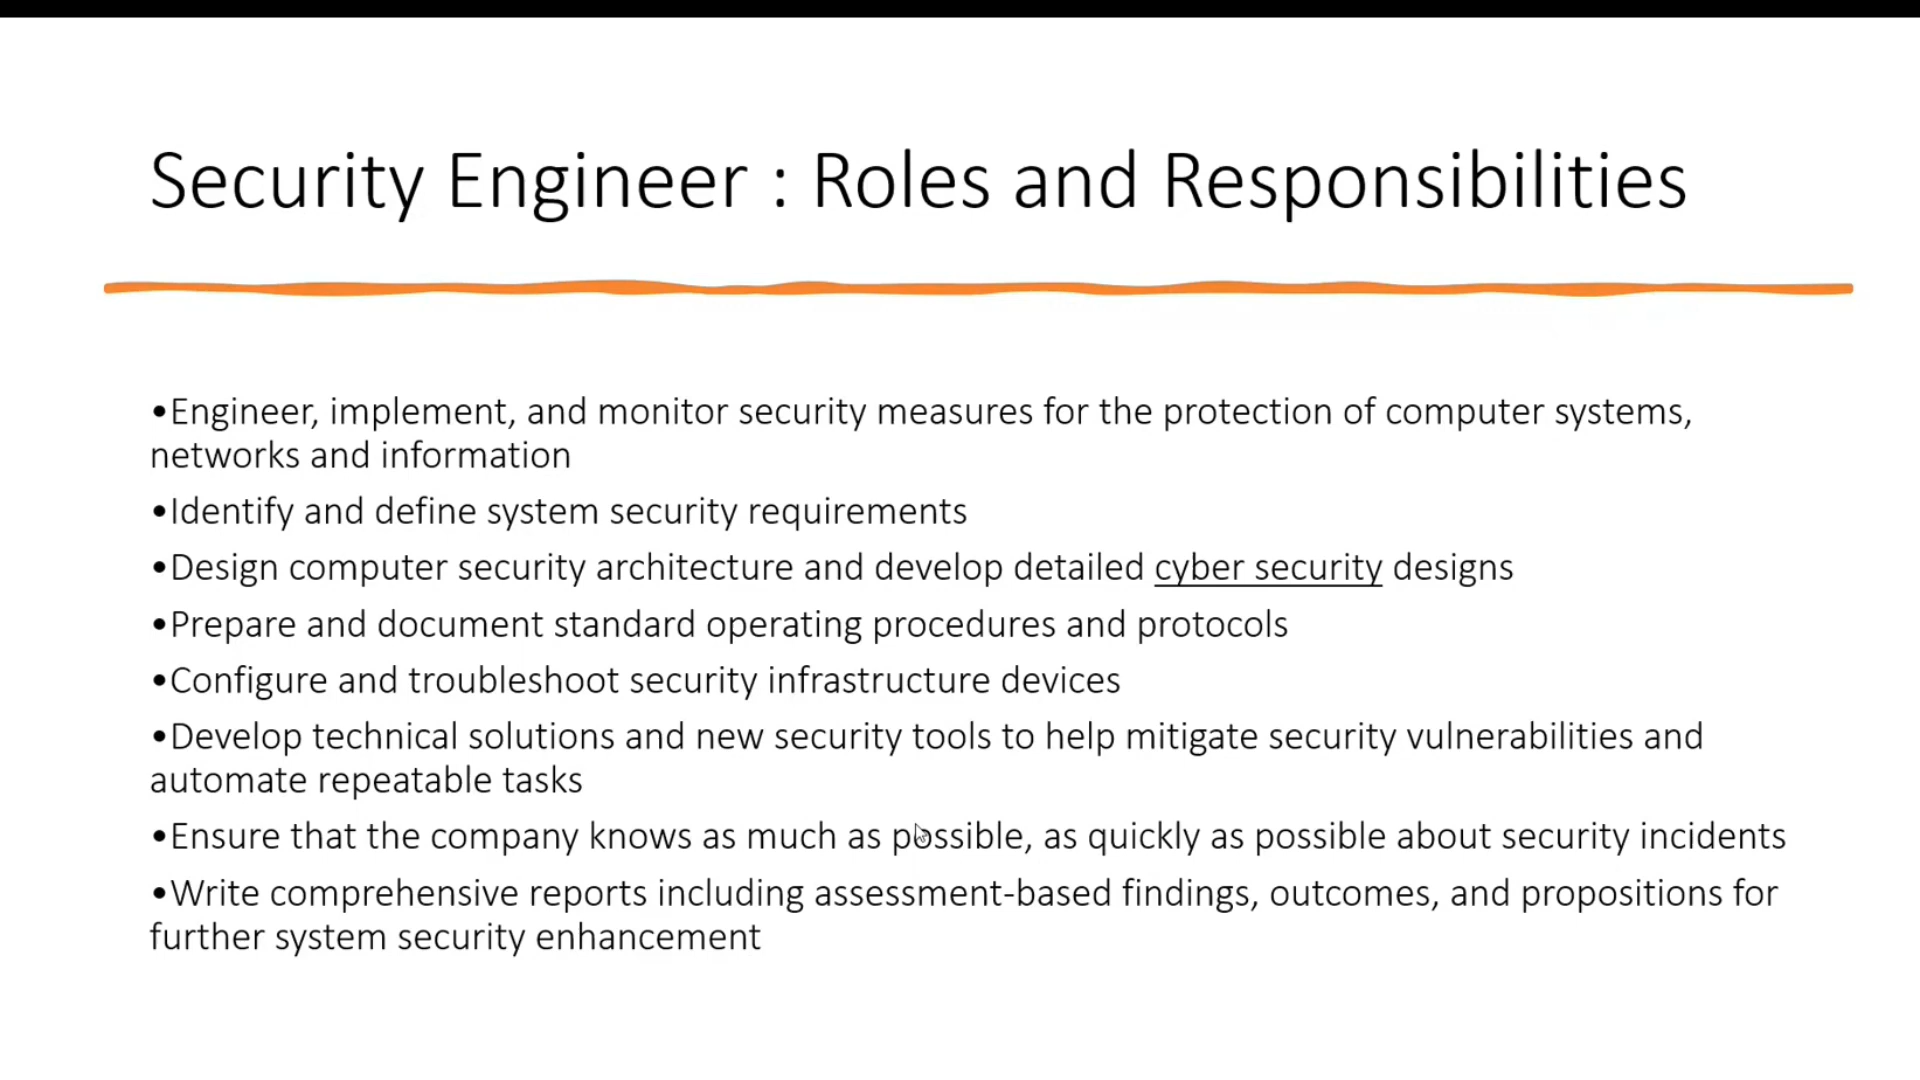 Security Engineer : Roles and Responsibilities
•Engineer, implement, and monitor security measures for the protection of computer systems,
networks and information
•Identify and define system security requirements
•Design computer security architecture and develop detailed cyber security designs
•Prepare and document standard operating procedures and protocols
•Configure and troubleshoot security infrastructure devices
•Develop technical solutions and new security tools to help mitigate security vulnerabilities and
automate repeatable tasks
•Ensure that the company knows as much as possible, as quickly as possible about security incidents
•Write comprehensive reports including assessment-based findings, outcomes, and propositions for
further system security enhancement